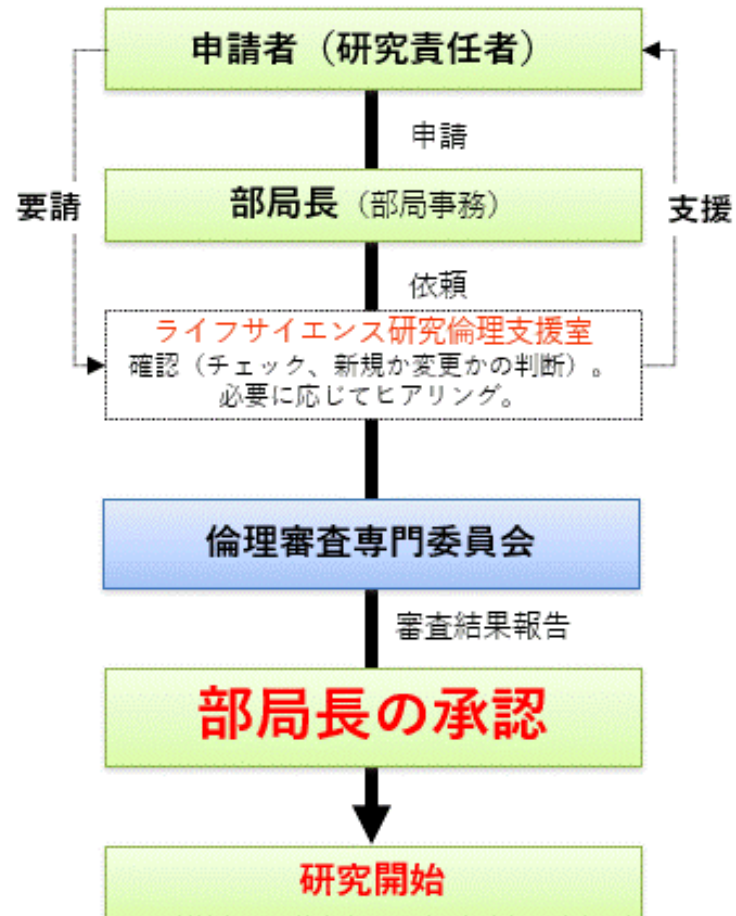 申請者（研究責任者）
申請
部局長（部局事務）
要請
支援
依頼
ライフサイエンス研究倫理支援室
確認（チェック、新規か変更かの判断）。
必要に応じてヒアリング。
倫理審査専門委員会
審査結果報告
部局長の承認
研究開始